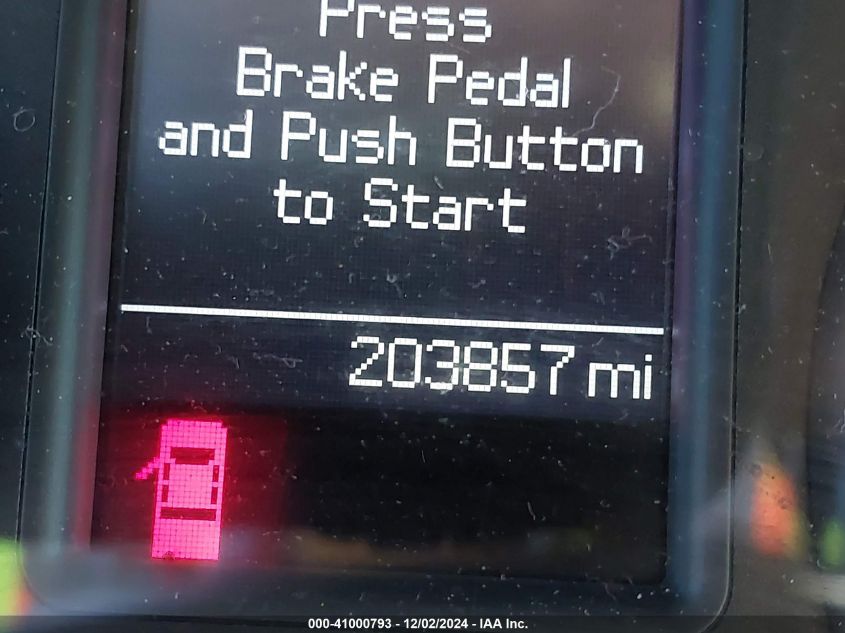 Press
Brake Pedal
and Push Button
to Start
203857 mi
000-41000793 - 12/02/2024 - IAA Inc.